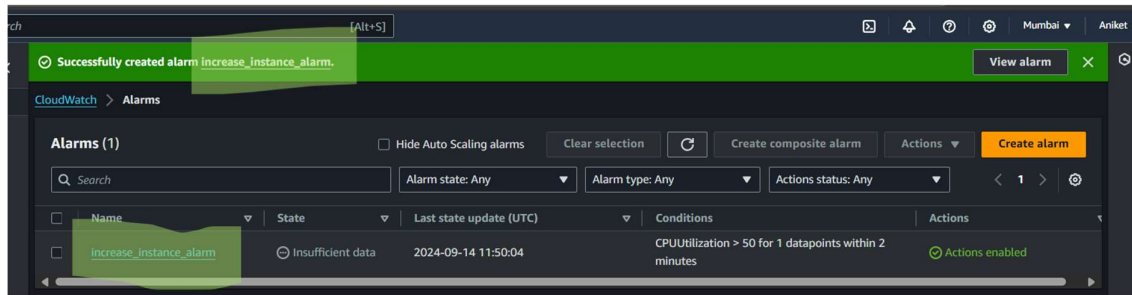 rch [Alt+S] Mumbai Aniket
Successfully created alarm increase_instance_alarm. View alarm
CloudWatch > Alarms
Alarms (1) Hide Auto Scaling alarms Clear selection Create composite alarm Actions Create alarm
Search Alarm state: Any Alarm type: Any Actions status: Any < 1 >
Name State Last state update (UTC) Conditions Actions
increase_instance_alarm Insufficient data 2024-09-14 11:50:04 CPUUtilization > 50 for 1 datapoints within 2 Actions enabled
minutes